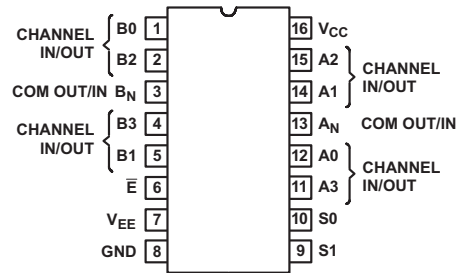 B0 1 16 VCC
CHANNEL IN/OUT
B2 2 15 A2
CHANNEL IN/OUT
COM OUT/IN BN 3 14 A1
B3 4 13 AN COM OUT/IN
CHANNEL IN/OUT
B1 5 12 A0
CHANNEL IN/OUT
E̅ 6 11 A3
VEE 7 10 S0
GND 8 9 S1